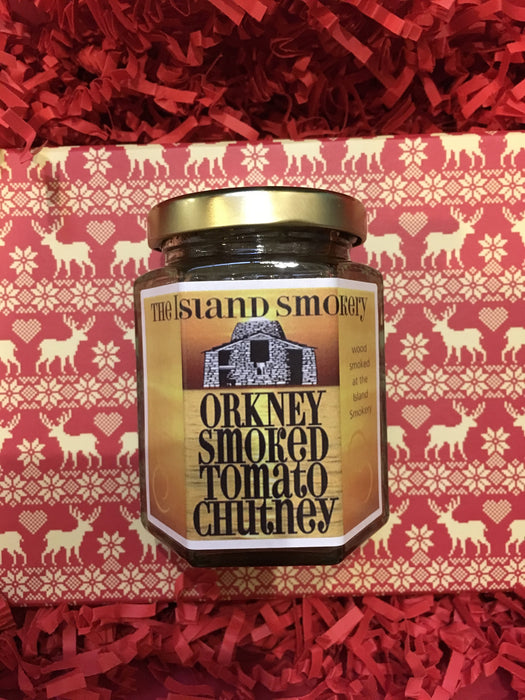 THE ISLAND SMOKERY
ORKNEY
SMOKED
TOMATO
CHUTNEY
wood
smoked
at the
Island
Smokery